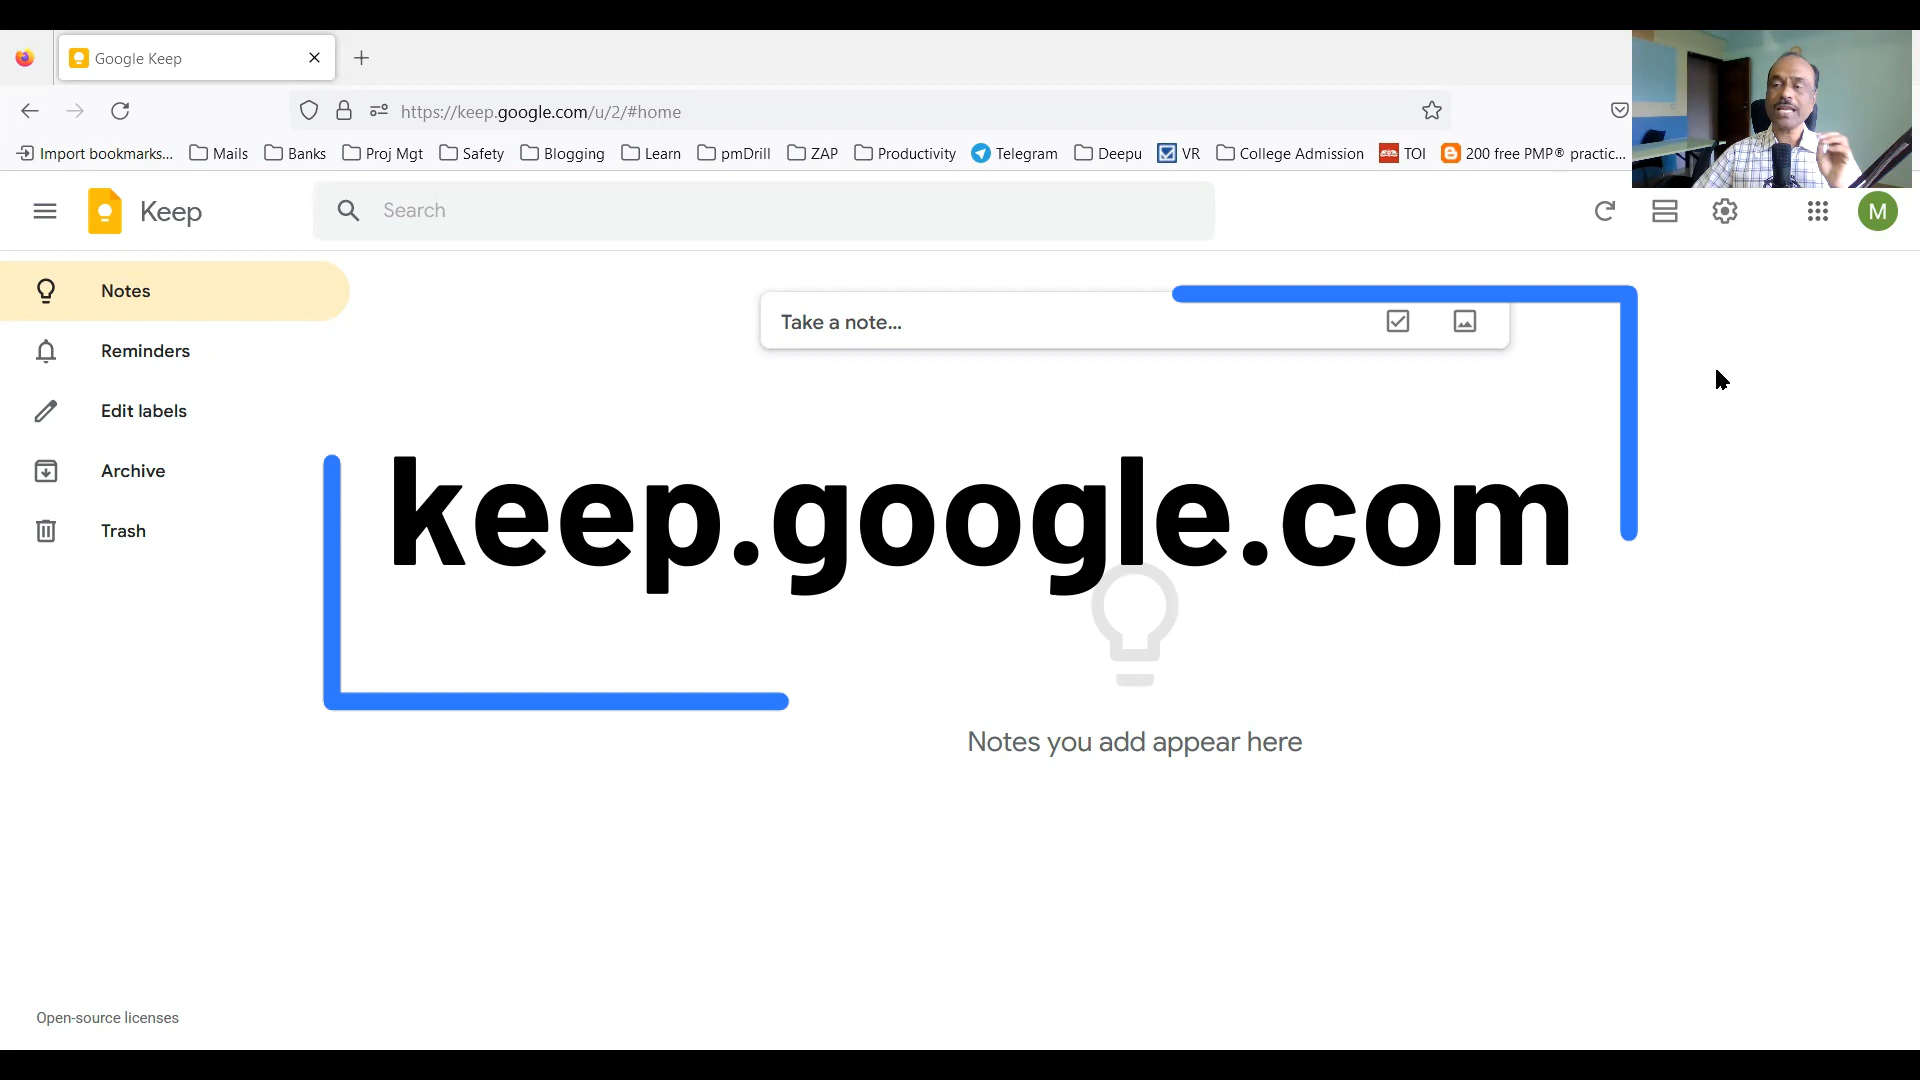 Google Keep
https://keep.google.com/u/2/#home
Import bookmarks... Mails Banks Proj Mgt Safety Blogging Learn pmDrill ZAP Productivity Telegram Deepu VR College Admission TOI 200 free PMP® practic...
Keep
Search
M
Notes
Take a note...
Reminders
Edit labels
Archive
keep.google.com
Trash
Notes you add appear here
Open-source licenses